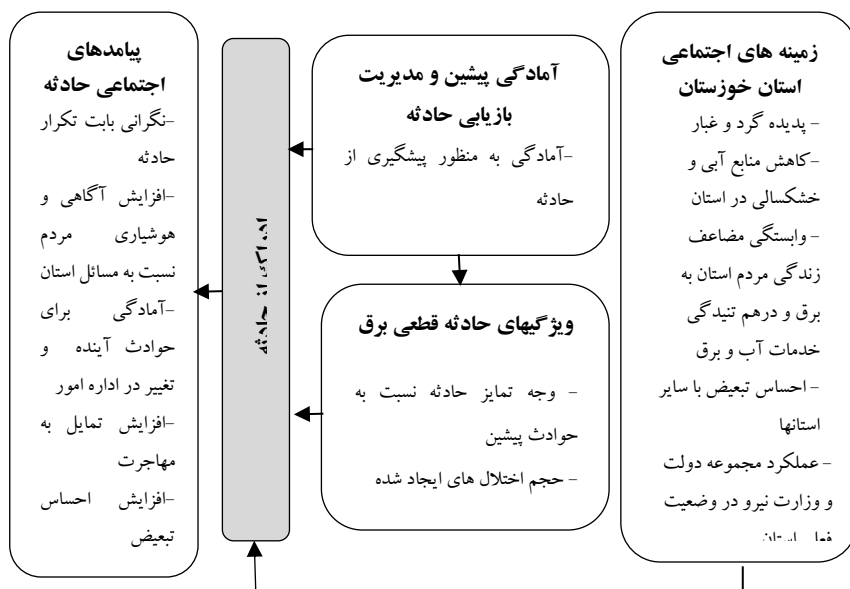 زمینه های اجتماعی
استان خوزستان
- پدیده گرد و غبار
-کاهش منابع آبی و
خشکسالی در استان
- وابستگی مضاعف
زندگی مردم استان به
برق و درهم تنیدگی
خدمات آب و برق
- احساس تبعیض با سایر
استانها
- عملکرد مجموعه دولت
و وزارت نیرو در وضعیت
فعلی استان
آمادگی پیشین و مدیریت
بازیابی حادثه
-آمادگی به منظور پیشگیری از
حادثه
ویژگیهای حادثه قطعی برق
- وجه تمایز حادثه نسبت به
حوادث پیشین
- حجم اختلال های ایجاد شده
ادراک از حادثه
پیامدهای
اجتماعی حادثه
-نگرانی بابت تکرار
حادثه
-افزایش آگاهی و
هوشیاری مردم
نسبت به مسائل استان
-آمادگی برای
حوادث آینده و
تغییر در اداره امور
-افزایش تمایل به
مهاجرت
-افزایش احساس
تبعیض